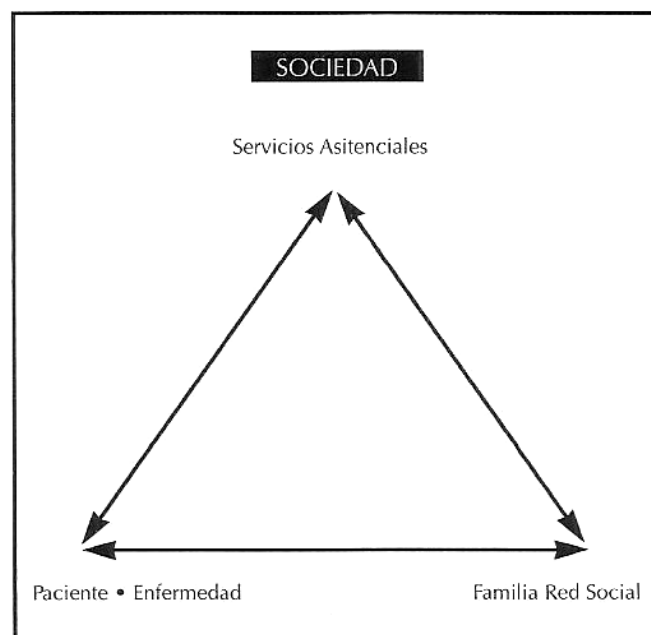 SOCIEDAD
Servicios Asitenciales
Paciente • Enfermedad
Familia Red Social